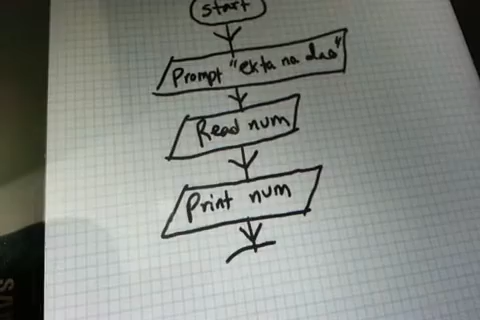 start
Prompt "ekta na dao"
Read num
Print num